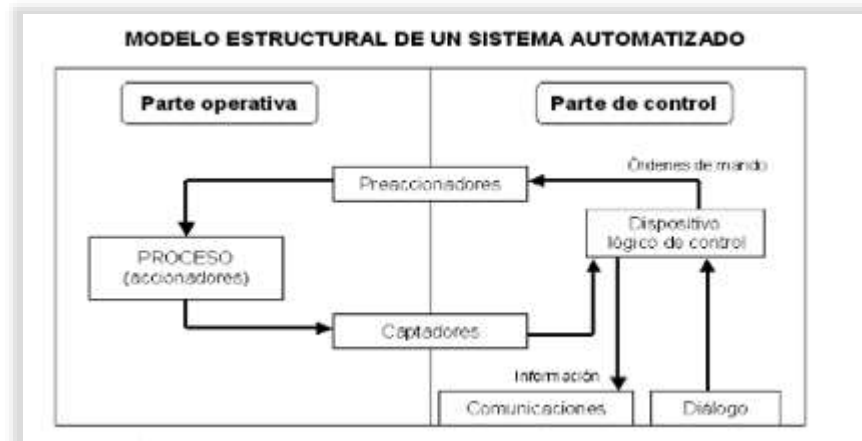 MODELO ESTRUCTURAL DE UN SISTEMA AUTOMATIZADO
Parte operativa
Parte de control
Órdenes de mando
Preaccionadores
Dispositivo
lógico de control
PROCESO
(accionadores)
Captadores
Información
Comunicaciones
Diálogo